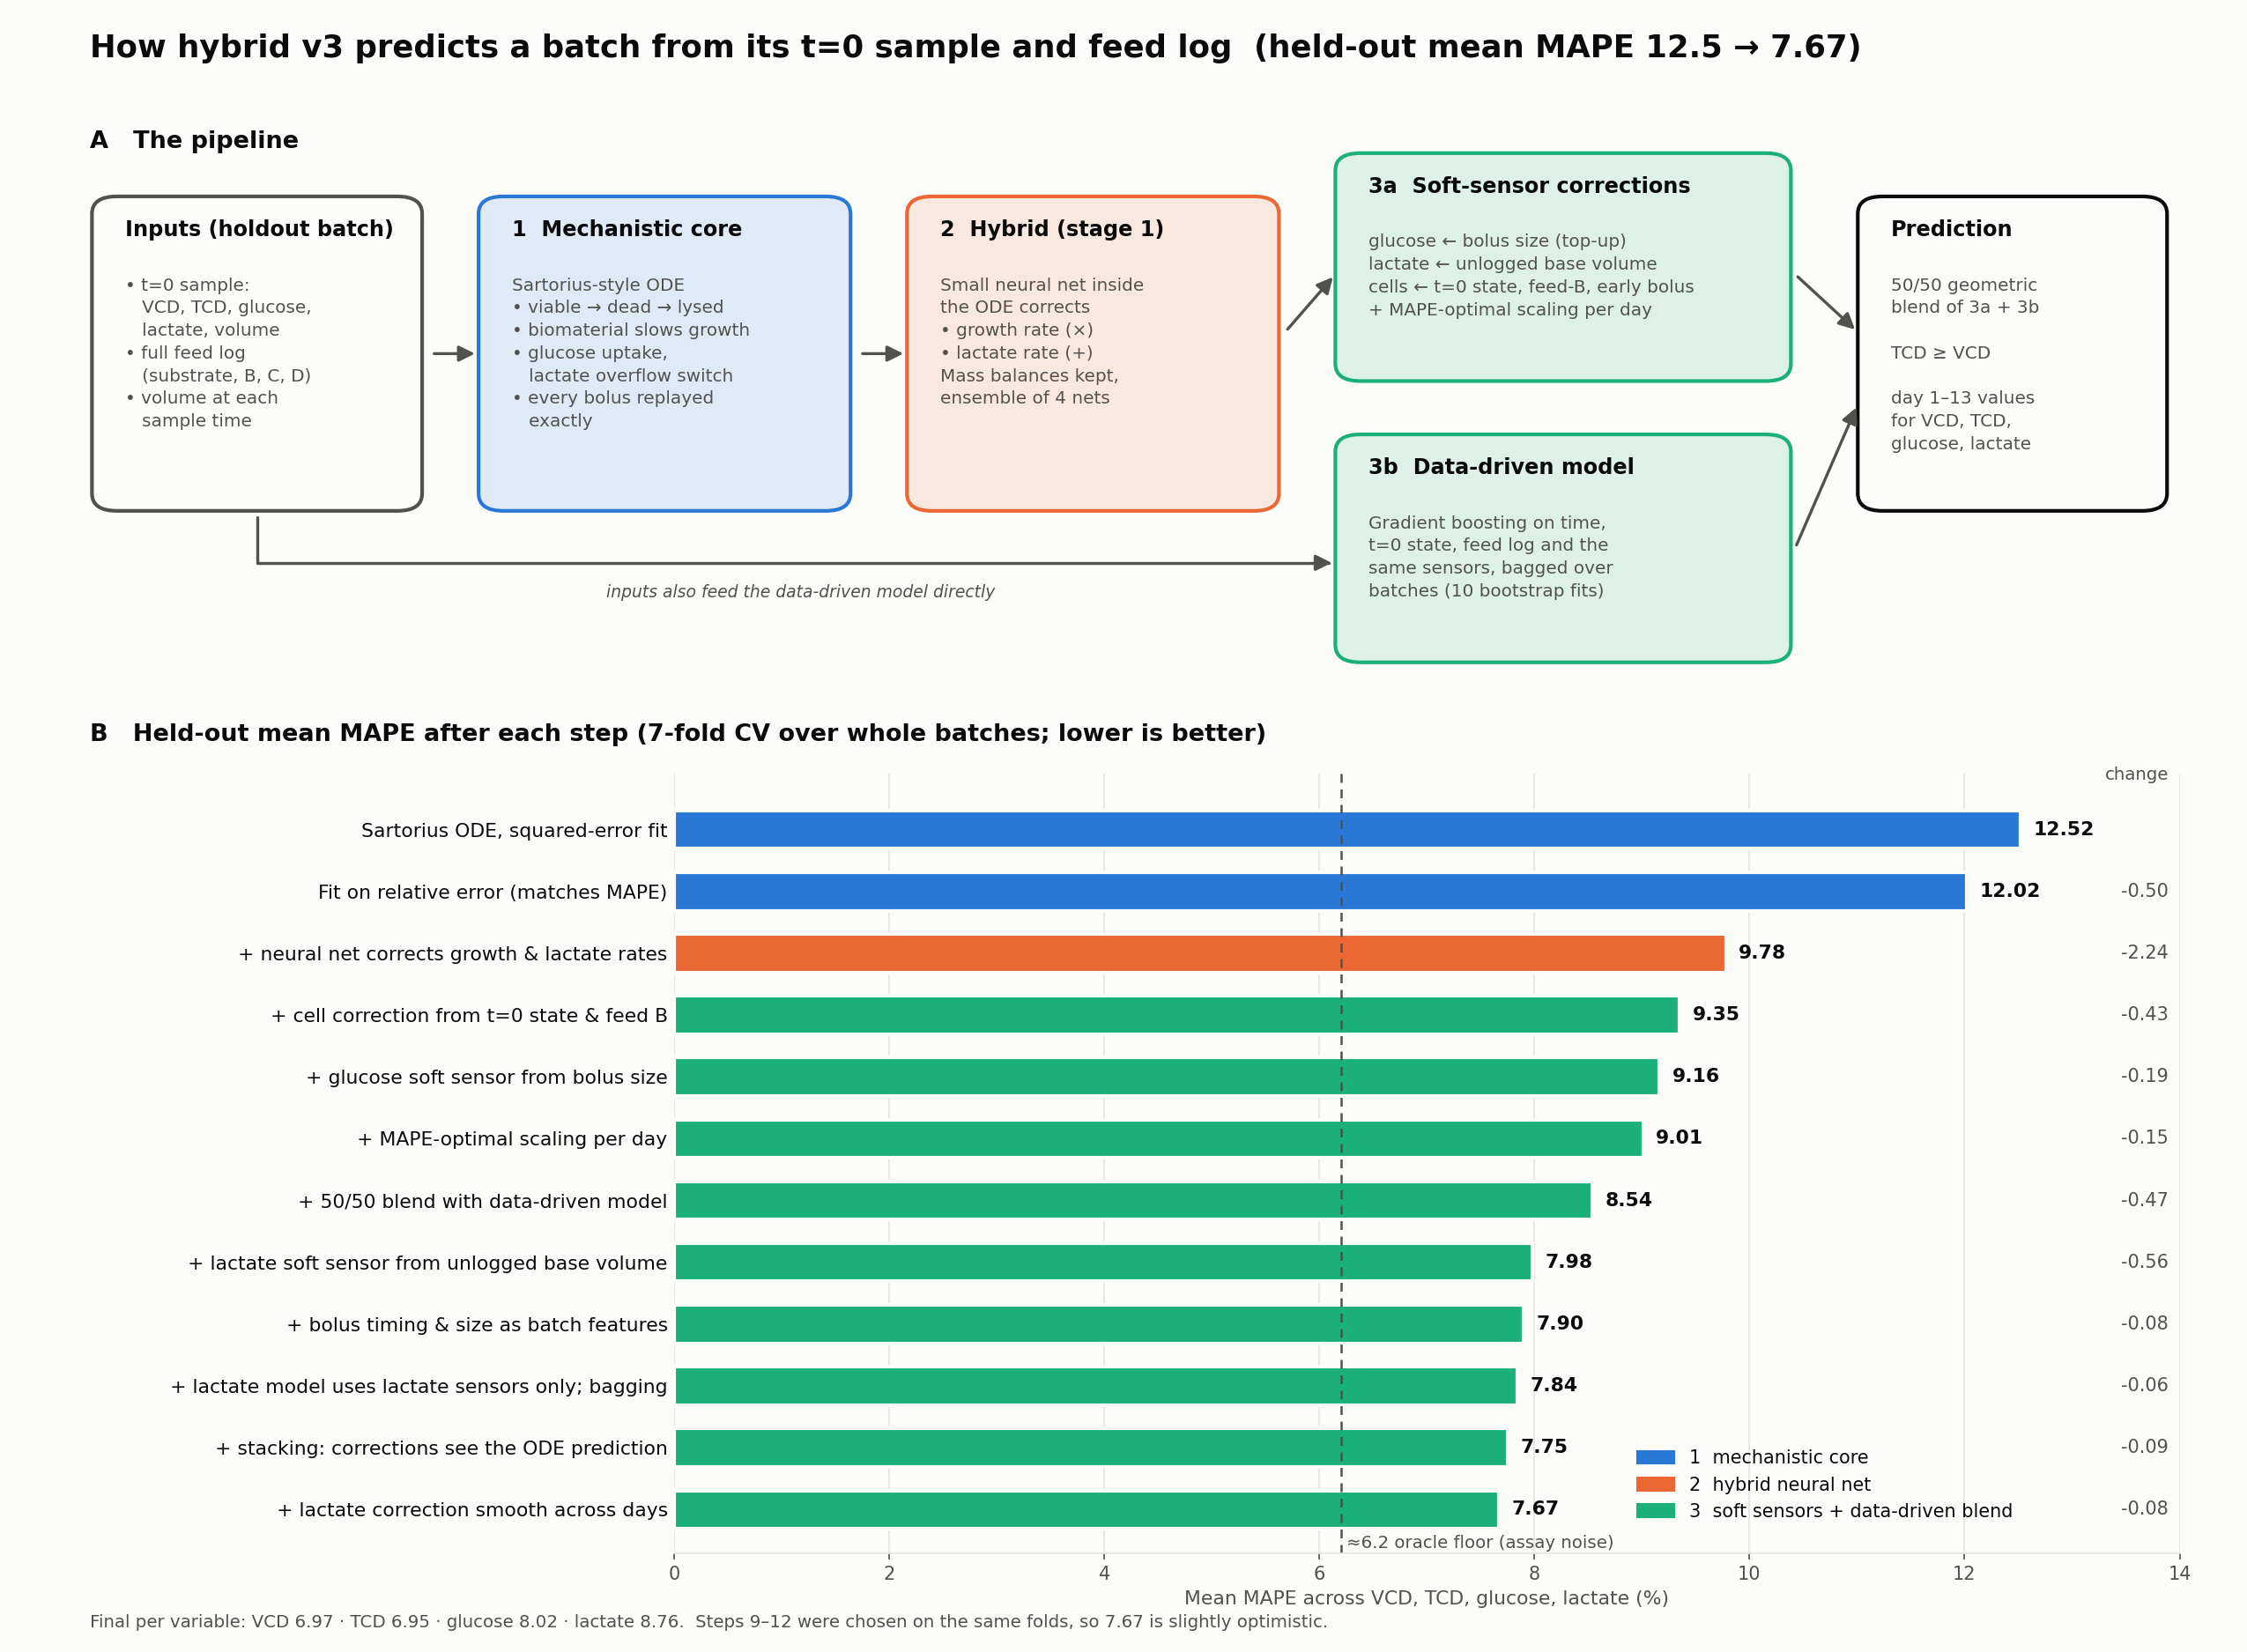 How hybrid v3 predicts a batch from its t=0 sample and feed log (held-out mean MAPE 12.5 → 7.67)
A The pipeline
Inputs (holdout batch)
• t=0 sample:
VCD, TCD, glucose,
lactate, volume
• full feed log
(substrate, B, C, D)
• volume at each
sample time
1 Mechanistic core
Sartorius-style ODE
• viable → dead → lysed
• biomaterial slows growth
• glucose uptake,
lactate overflow switch
• every bolus replayed
exactly
2 Hybrid (stage 1)
Small neural net inside
the ODE corrects
• growth rate (×)
• lactate rate (+)
Mass balances kept,
ensemble of 4 nets
3a Soft-sensor corrections
glucose ← bolus size (top-up)
lactate ← unlogged base volume
cells ← t=0 state, feed-B, early bolus
+ MAPE-optimal scaling per day
3b Data-driven model
Gradient boosting on time,
t=0 state, feed log and the
same sensors, bagged over
batches (10 bootstrap fits)
Prediction
50/50 geometric
blend of 3a + 3b
TCD ≥ VCD
day 1–13 values
for VCD, TCD,
glucose, lactate
inputs also feed the data-driven model directly
B Held-out mean MAPE after each step (7-fold CV over whole batches; lower is better)
change
Sartorius ODE, squared-error fit 12.52
Fit on relative error (matches MAPE) 12.02 -0.50
+ neural net corrects growth & lactate rates 9.78 -2.24
+ cell correction from t=0 state & feed B 9.35 -0.43
+ glucose soft sensor from bolus size 9.16 -0.19
+ MAPE-optimal scaling per day 9.01 -0.15
+ 50/50 blend with data-driven model 8.54 -0.47
+ lactate soft sensor from unlogged base volume 7.98 -0.56
+ bolus timing & size as batch features 7.90 -0.08
+ lactate model uses lactate sensors only; bagging 7.84 -0.06
+ stacking: corrections see the ODE prediction 7.75 -0.09
+ lactate correction smooth across days 7.67 -0.08
1 mechanistic core
2 hybrid neural net
3 soft sensors + data-driven blend
≈6.2 oracle floor (assay noise)
0 2 4 6 8 10 12 14
Mean MAPE across VCD, TCD, glucose, lactate (%)
Final per variable: VCD 6.97 · TCD 6.95 · glucose 8.02 · lactate 8.76. Steps 9–12 were chosen on the same folds, so 7.67 is slightly optimistic.